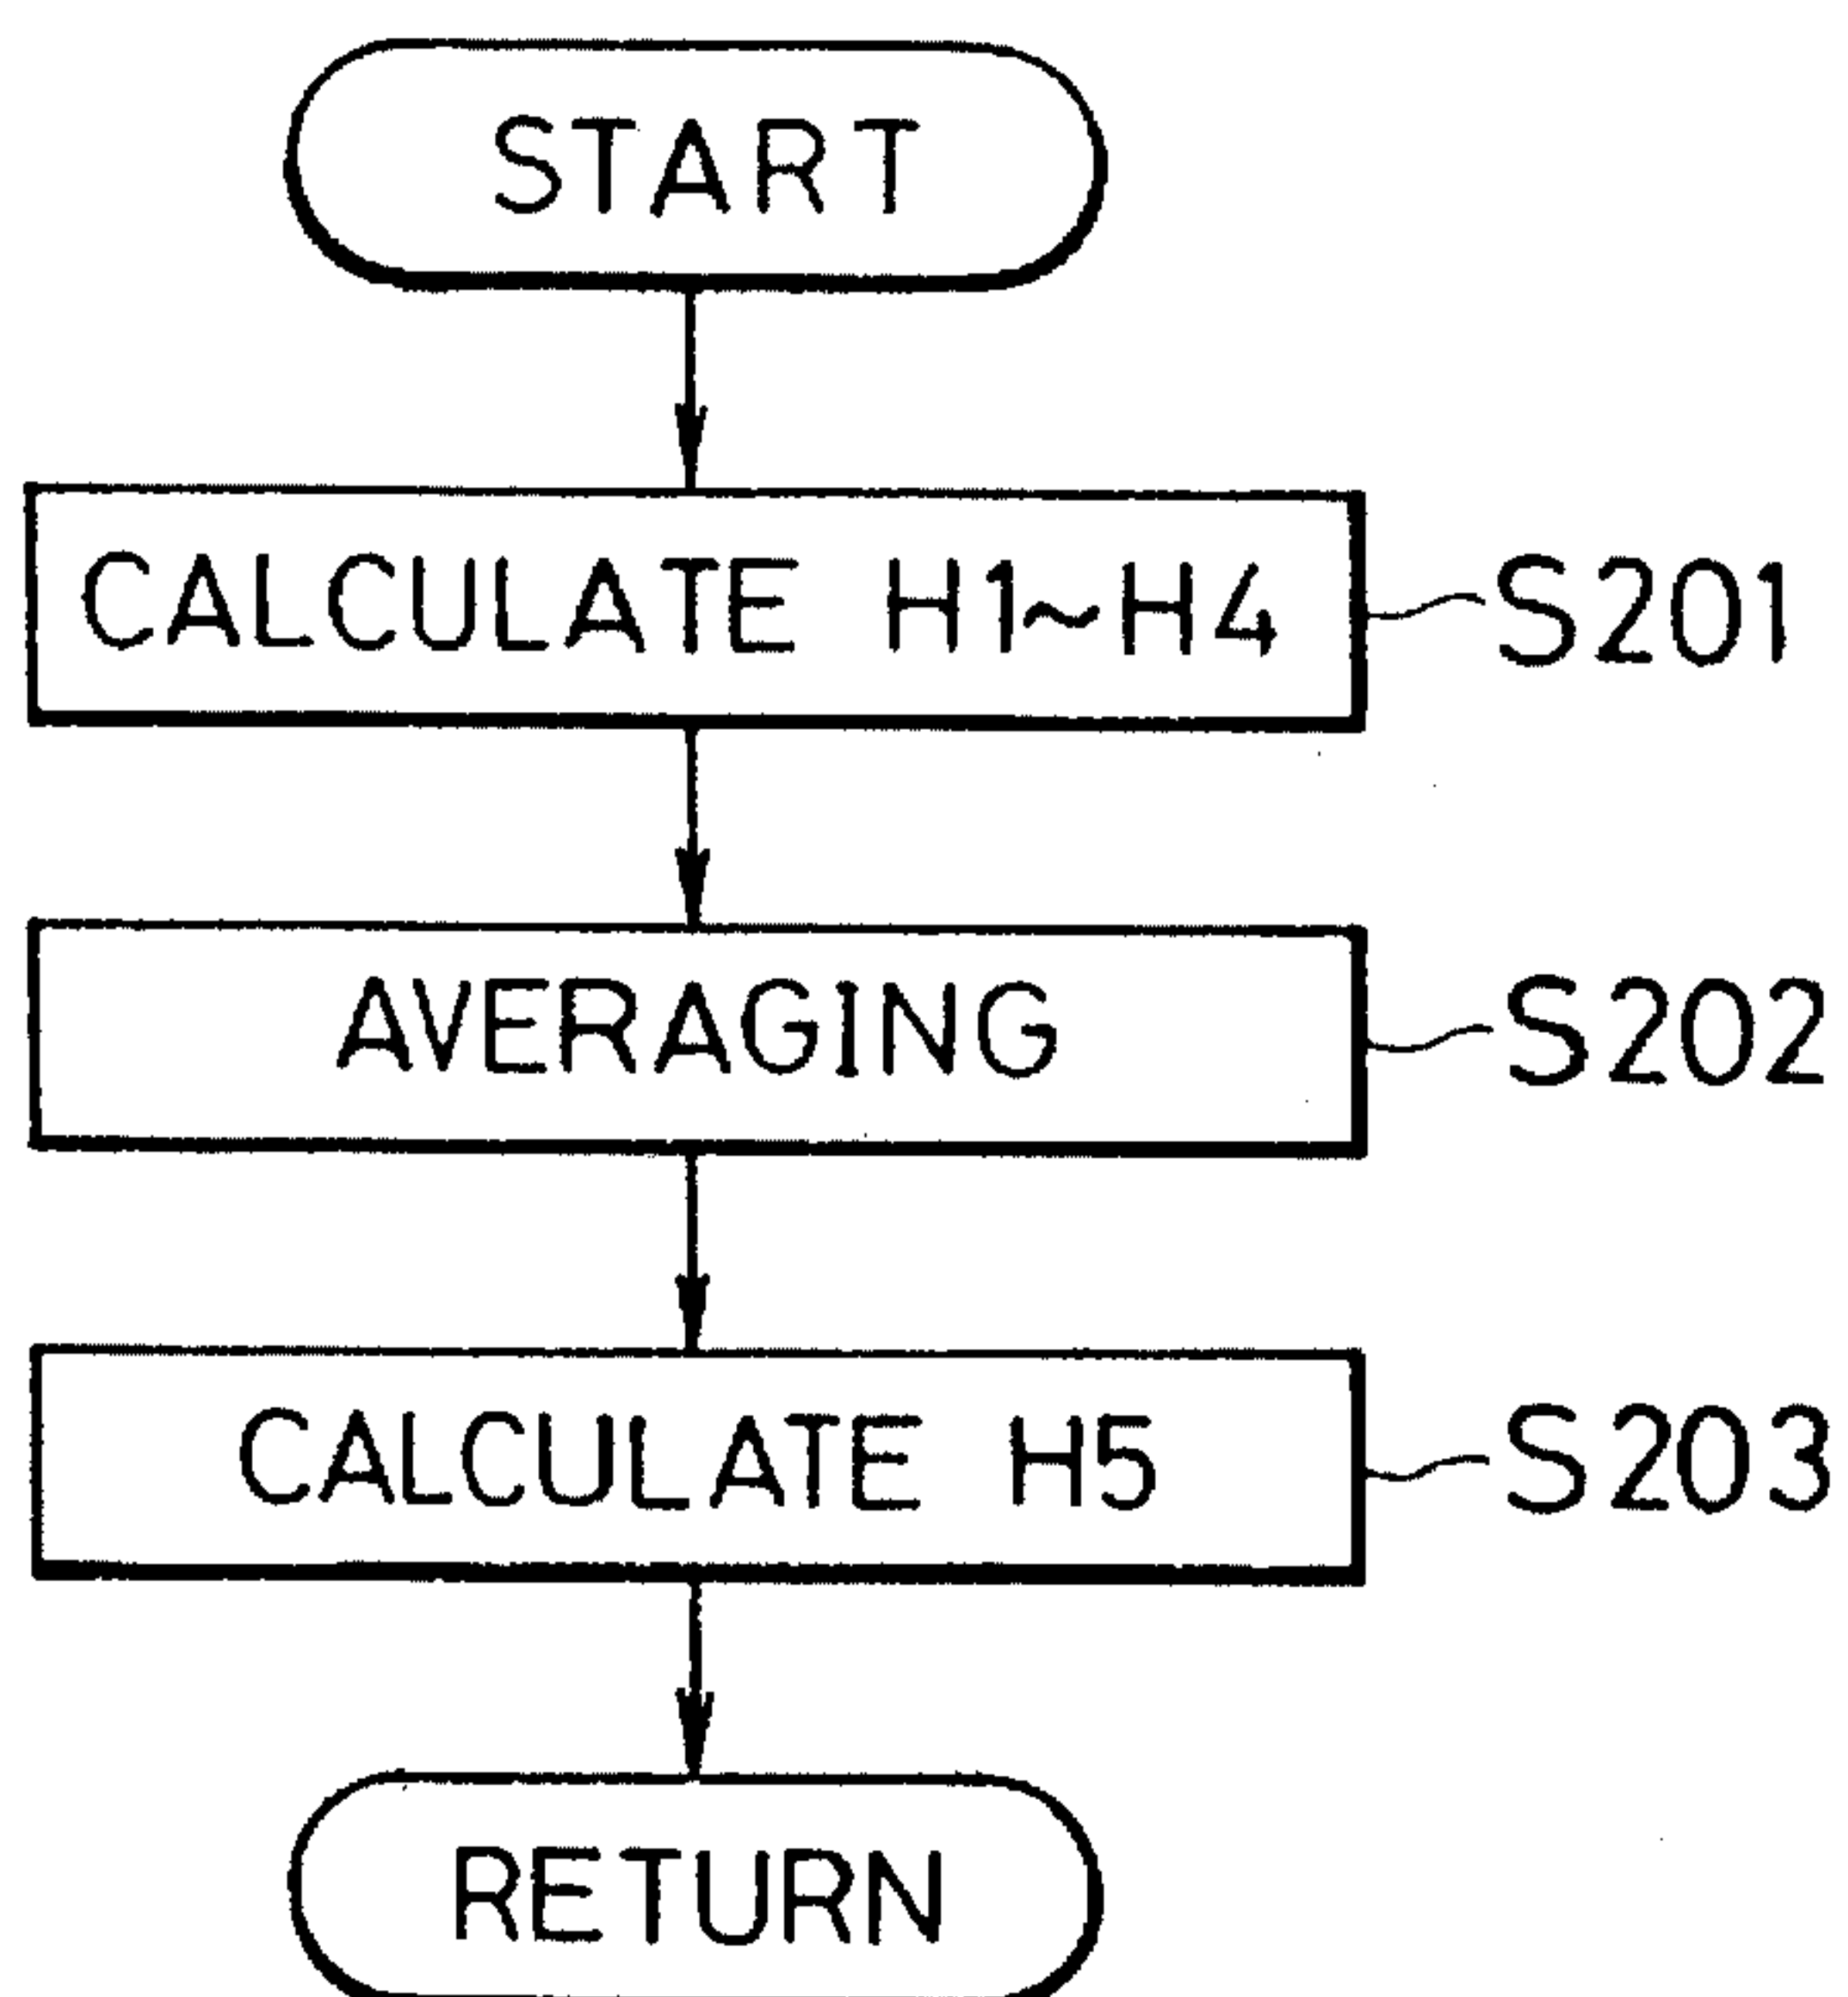 START
CALCULATE H1~H4
S201
AVERAGING
S202
CALCULATE H5
S203
RETURN